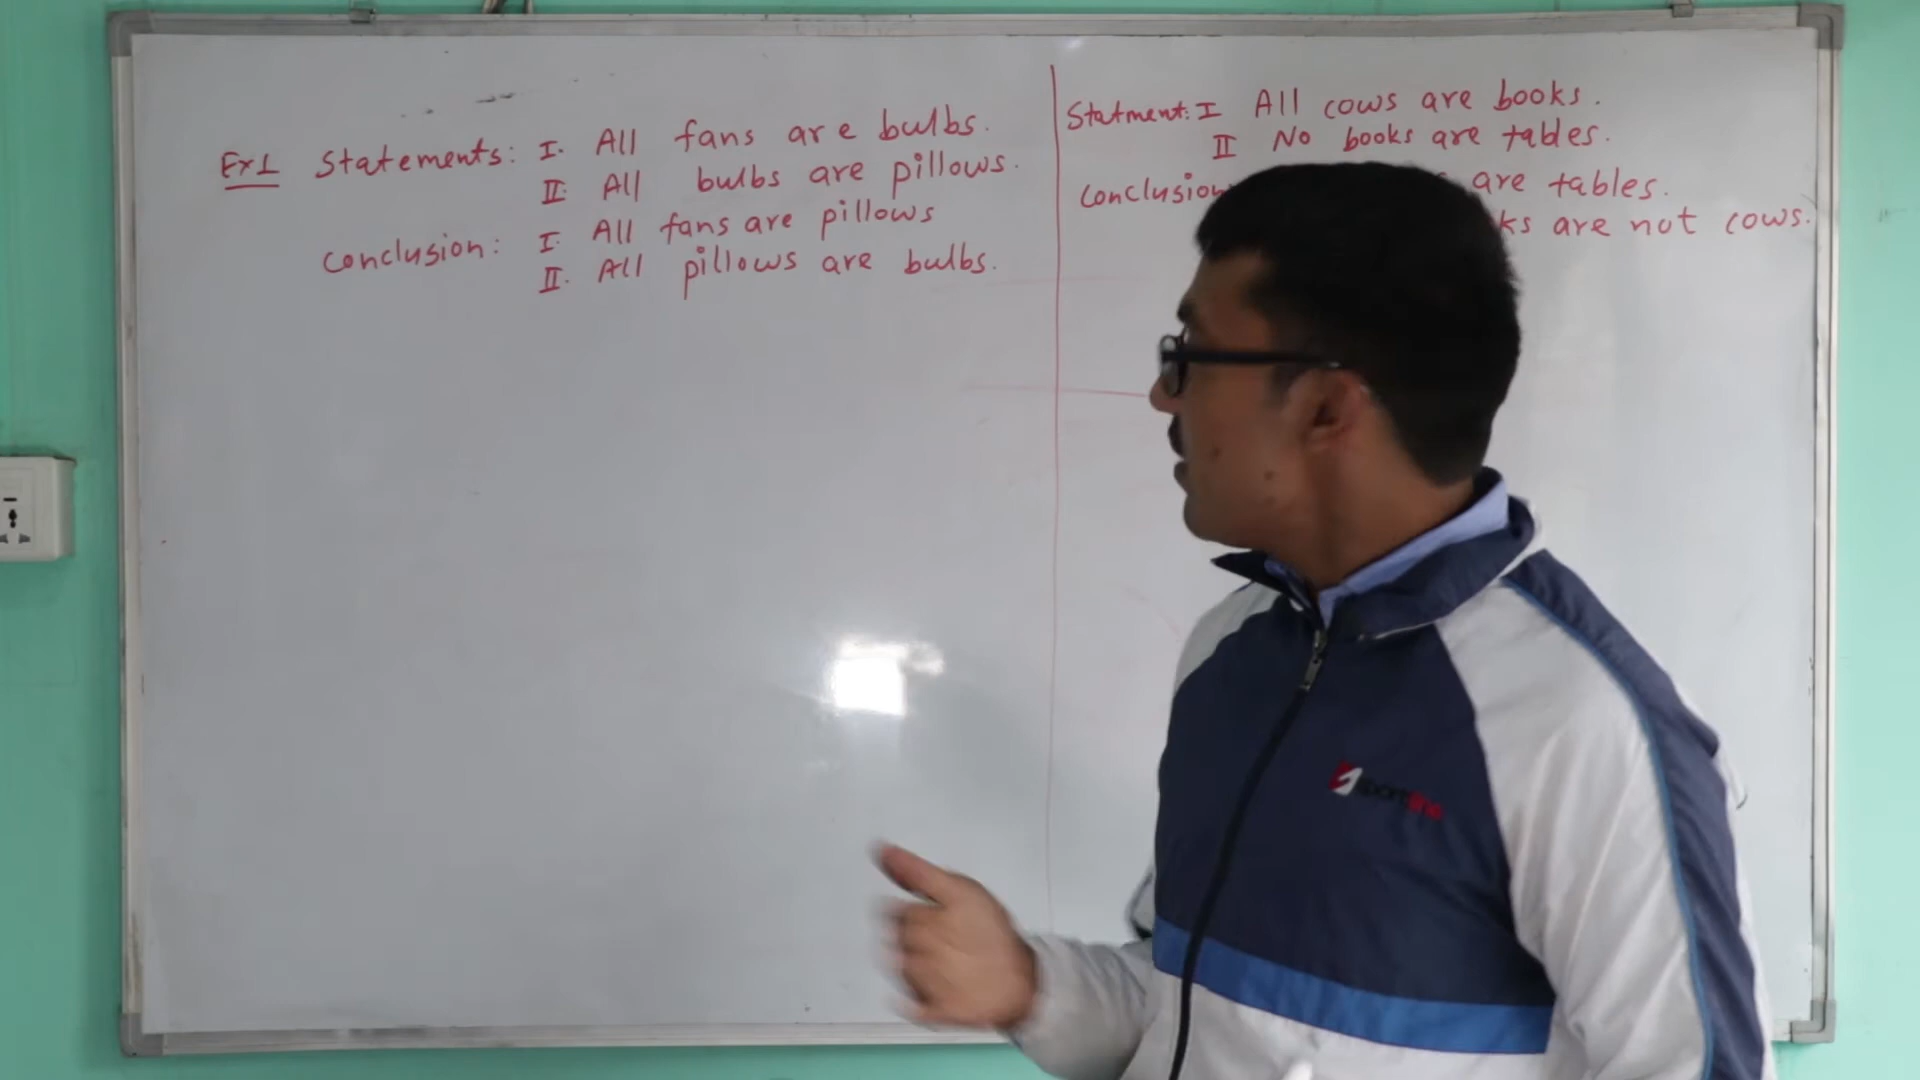 Ex1 Statements: I. All fans are bulbs.
II. All bulbs are pillows.
Conclusion: I. All fans are pillows
II. All pillows are bulbs.
Statment: I All cows are books.
II No books are tables.
Conclusion are tables.
are not cows.